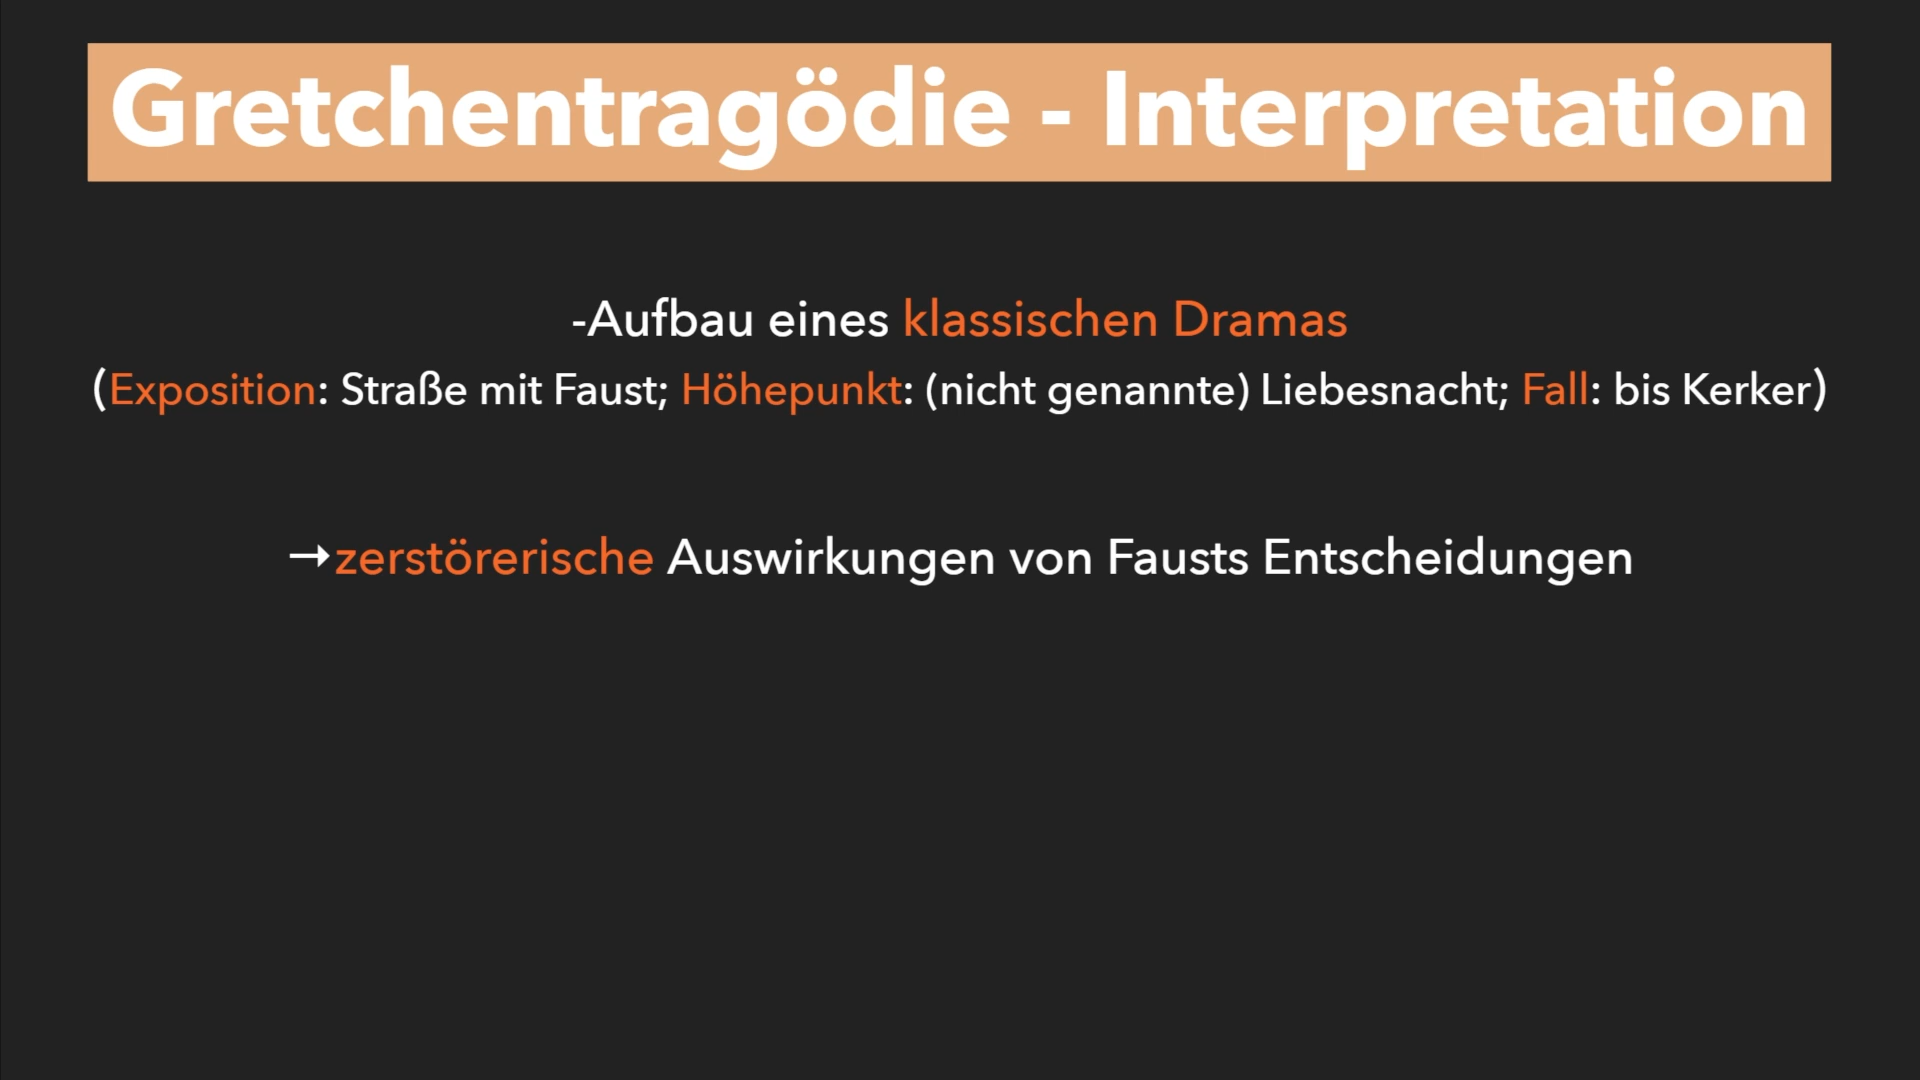 Gretchentragödie - Interpretation
-Aufbau eines klassischen Dramas
(Exposition: Straße mit Faust; Höhepunkt: (nicht genannte) Liebesnacht; Fall: bis Kerker)
→zerstörerische Auswirkungen von Fausts Entscheidungen